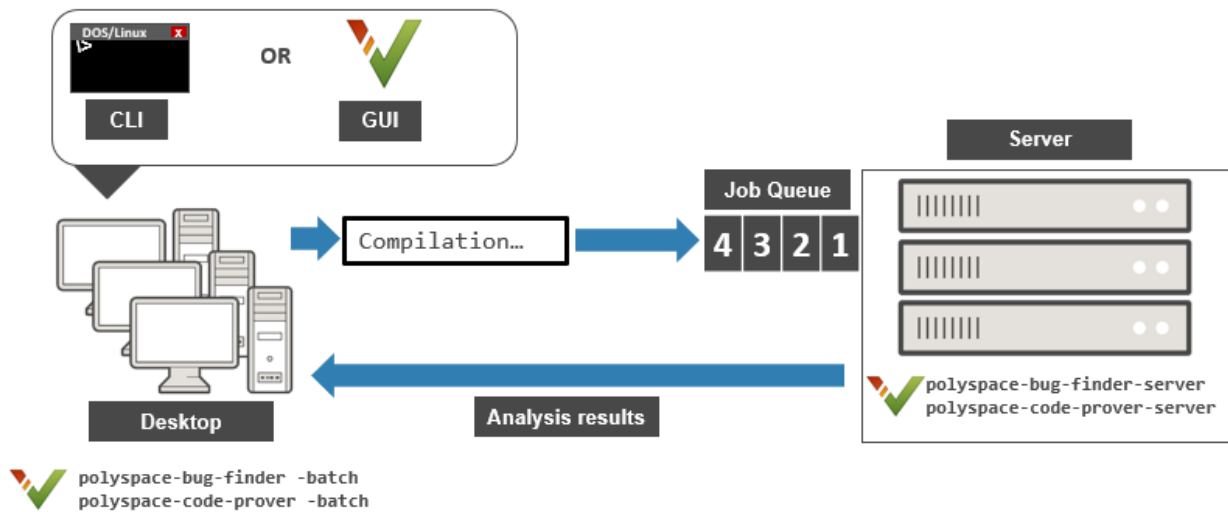 DOS/Linux X
\>
CLI
OR
GUI
Server
Job Queue
4 3 2 1
Compilation…
Desktop
Analysis results
polyspace-bug-finder-server
polyspace-code-prover-server
polyspace-bug-finder -batch
polyspace-code-prover -batch